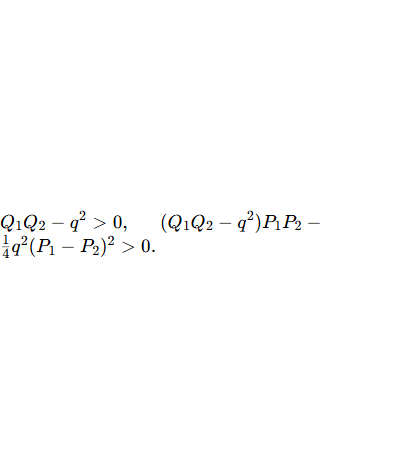 Q₁Q₂ − q² > 0, (Q₁Q₂ − q²)P₁P₂ −
¼q²(P₁ − P₂)² > 0.